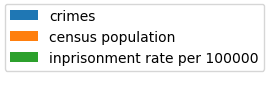 crimes
census population
inprisonment rate per 100000